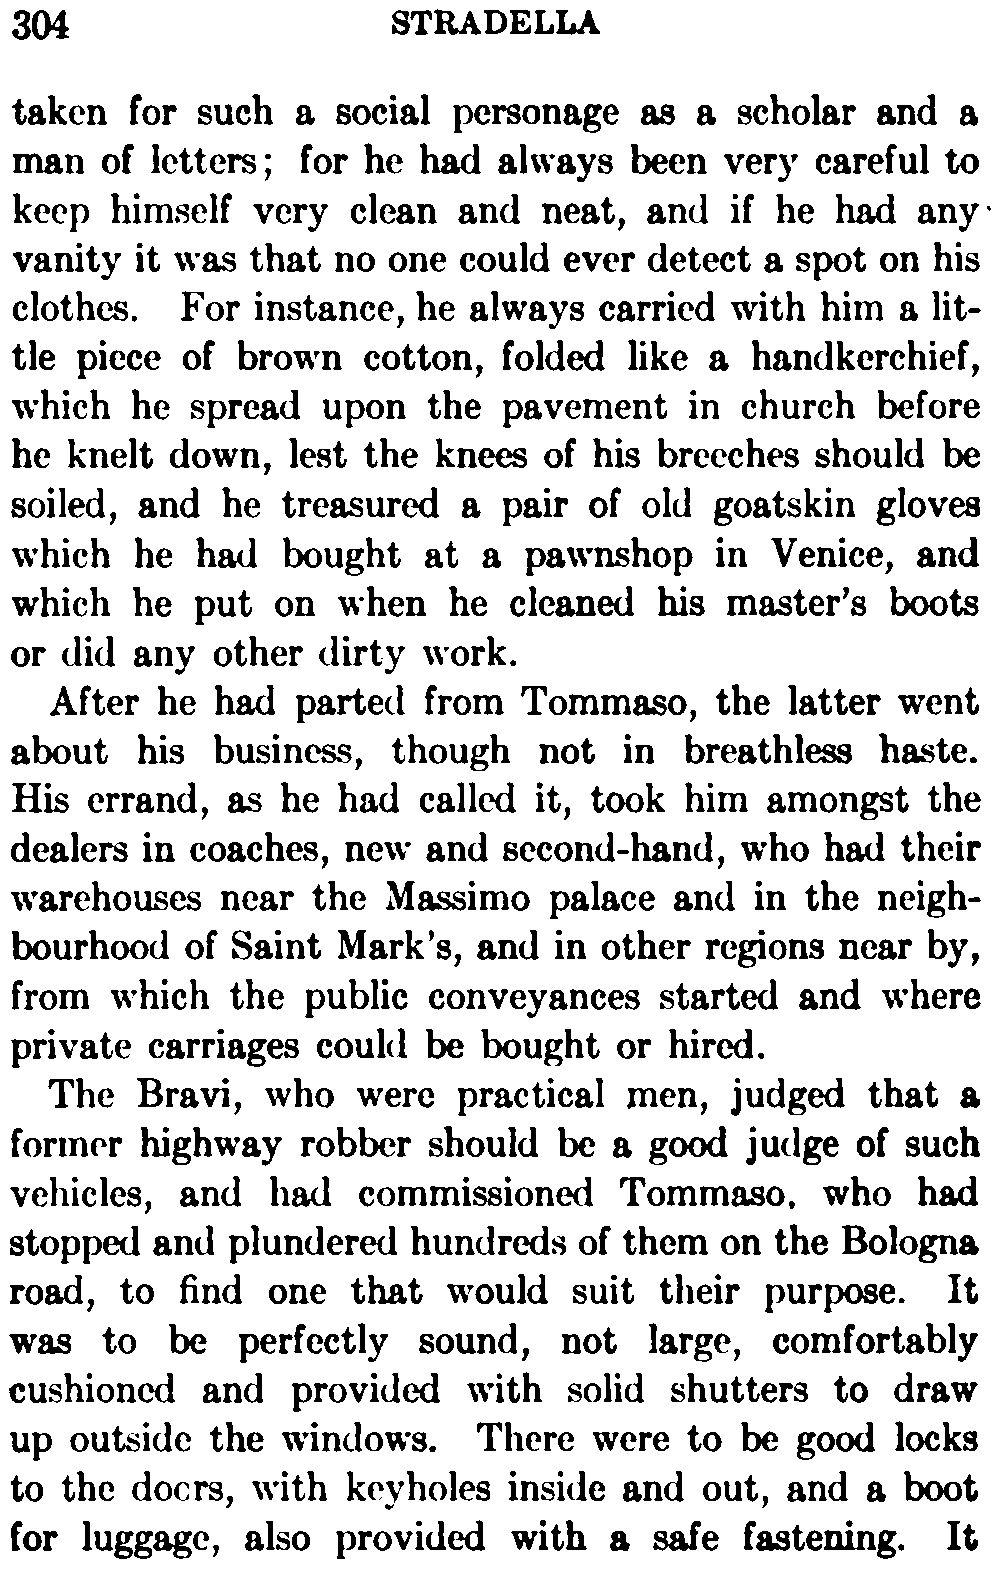 304 STRADELLA
taken for such a social personage as a scholar and a
man of letters; for he had always been very careful to
keep himself very clean and neat, and if he had any
vanity it was that no one could ever detect a spot on his
clothes. For instance, he always carried with him a lit-
tle piece of brown cotton, folded like a handkerchief,
which he spread upon the pavement in church before
he knelt down, lest the knees of his breeches should be
soiled, and he treasured a pair of old goatskin gloves
which he had bought at a pawnshop in Venice, and
which he put on when he cleaned his master's boots
or did any other dirty work.
After he had parted from Tommaso, the latter went
about his business, though not in breathless haste.
His errand, as he had called it, took him amongst the
dealers in coaches, new and second-hand, who had their
warehouses near the Massimo palace and in the neigh-
bourhood of Saint Mark's, and in other regions near by,
from which the public conveyances started and where
private carriages could be bought or hired.
The Bravi, who were practical men, judged that a
former highway robber should be a good judge of such
vehicles, and had commissioned Tommaso, who had
stopped and plundered hundreds of them on the Bologna
road, to find one that would suit their purpose. It
was to be perfectly sound, not large, comfortably
cushioned and provided with solid shutters to draw
up outside the windows. There were to be good locks
to the doors, with keyholes inside and out, and a boot
for luggage, also provided with a safe fastening. It